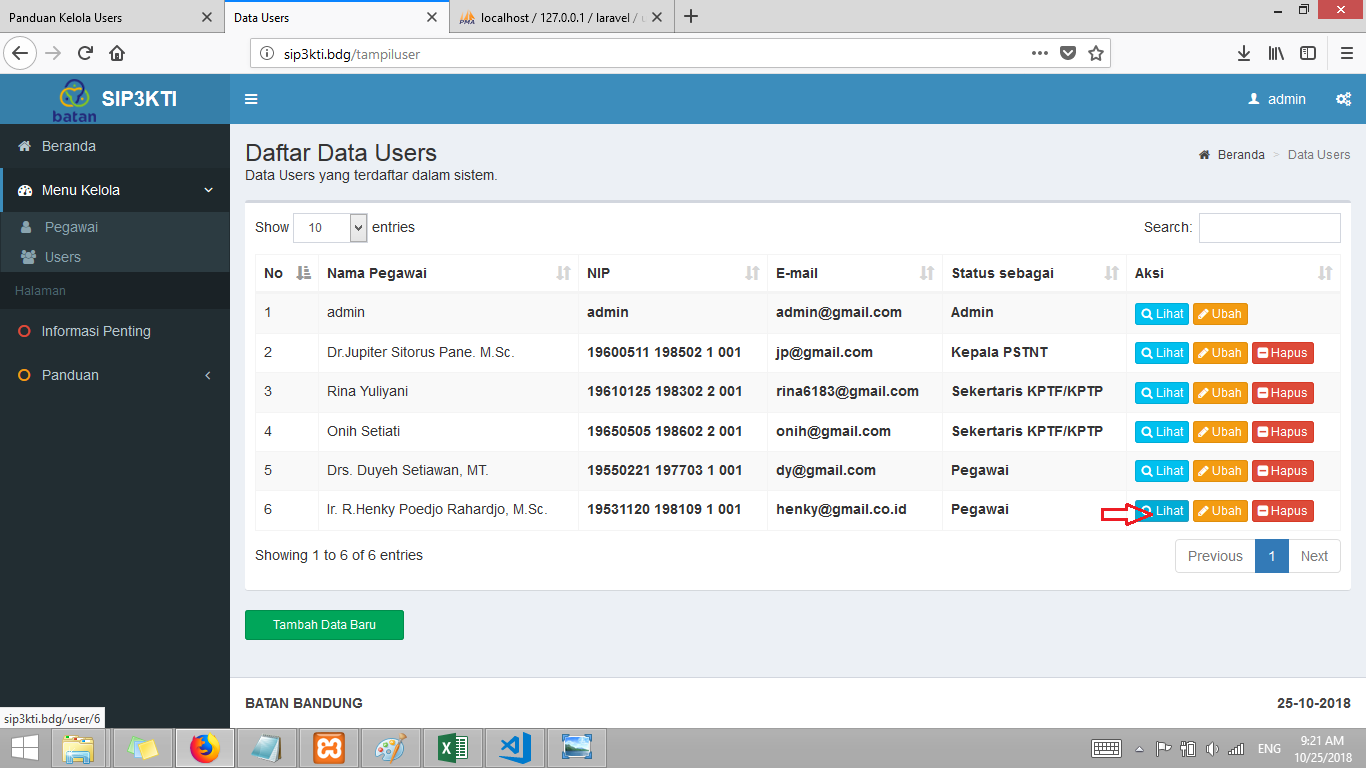 Panduan Kelola Users
Data Users
PMA localhost / 127.0.0.1 / laravel /
sip3kti.bdg/tampiluser
batan SIP3KTI
admin
Beranda
Menu Kelola
Pegawai
Users
Halaman
Informasi Penting
Panduan
Daftar Data Users
Data Users yang terdaftar dalam sistem.
Beranda > Data Users
Show 10 entries
Search:
No Nama Pegawai NIP E-mail Status sebagai Aksi
1 admin admin admin@gmail.com Admin Lihat Ubah
2 Dr.Jupiter Sitorus Pane. M.Sc. 19600511 198502 1 001 jp@gmail.com Kepala PSTNT Lihat Ubah Hapus
3 Rina Yuliyani 19610125 198302 2 001 rina6183@gmail.com Sekertaris KPTF/KPTP Lihat Ubah Hapus
4 Onih Setiati 19650505 198602 2 001 onih@gmail.com Sekertaris KPTF/KPTP Lihat Ubah Hapus
5 Drs. Duyeh Setiawan, MT. 19550221 197703 1 001 dy@gmail.com Pegawai Lihat Ubah Hapus
6 Ir. R.Henky Poedjo Rahardjo, M.Sc. 19531120 198109 1 001 henky@gmail.co.id Pegawai Lihat Ubah Hapus
Showing 1 to 6 of 6 entries
Previous 1 Next
Tambah Data Baru
BATAN BANDUNG
25-10-2018
sip3kti.bdg/user/6
ENG
9:21 AM
10/25/2018